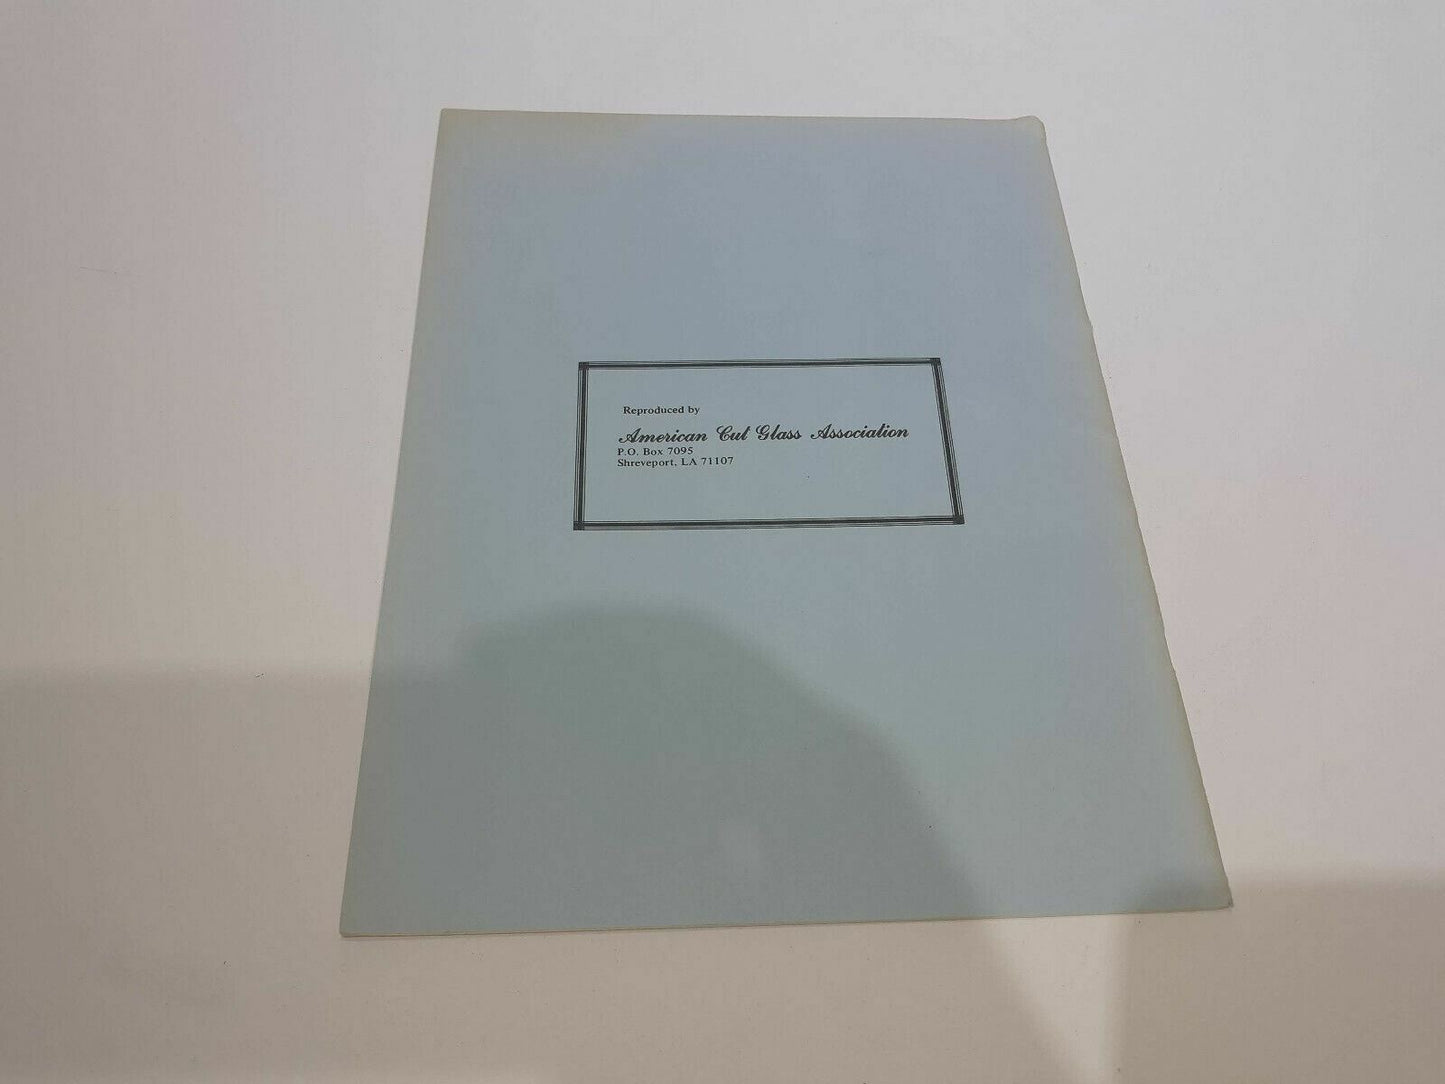 Reproduced by
American Cut Glass Association
P.O. Box 7095
Shreveport, LA 71107